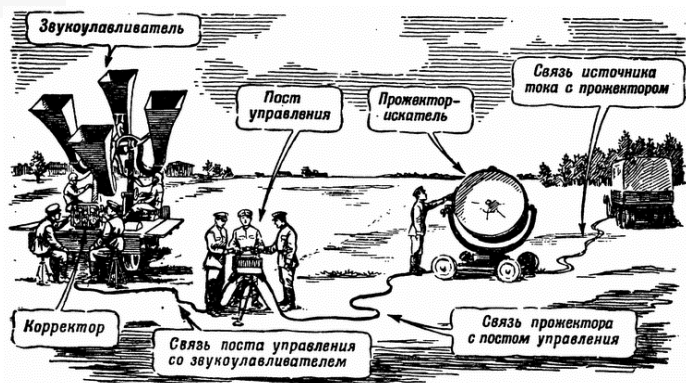 Звукоулавливатель
Пост
управления
Прожектор-
искатель
Связь источника
тока с прожектором
Корректор
Связь поста управления
со звукоулавливателем
Связь прожектора
с постом управления